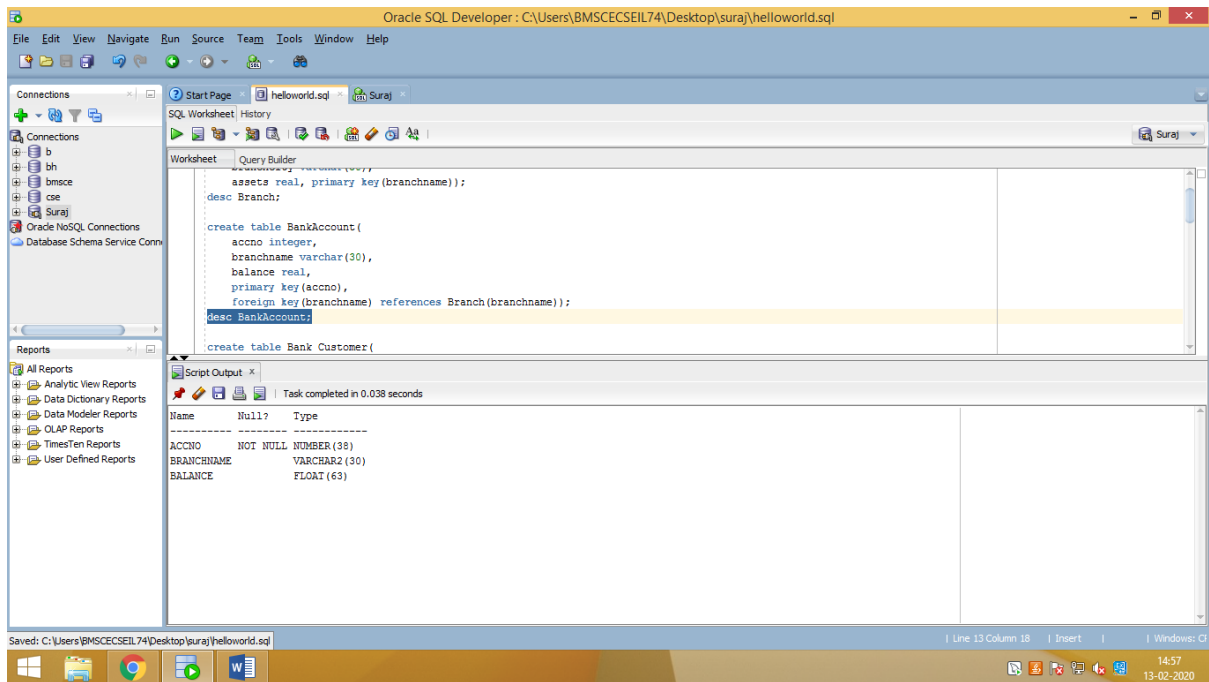 Oracle SQL Developer : C:\Users\BMSCECSEIL74\Desktop\suraj\helloworld.sql
File Edit View Navigate Run Source Team Tools Window Help
Connections
Start Page
helloworld.sql
Suraj
SQL Worksheet History
Connections
b
bh
bmsce
cse
Suraj
Oracle NoSQL Connections
Database Schema Service Conn
Suraj
Worksheet Query Builder
assets real, primary key(branchname));
desc Branch;
create table BankAccount(
accno integer,
branchname varchar(30),
balance real,
primary key(accno),
foreign key(branchname) references Branch(branchname));
desc BankAccount;
create table Bank Customer(
Reports
All Reports
Analytic View Reports
Data Dictionary Reports
Data Modeler Reports
OLAP Reports
TimesTen Reports
User Defined Reports
Script Output
Task completed in 0.038 seconds
Name Null? Type
---------- -------- ------------
ACCNO NOT NULL NUMBER(38)
BRANCHNAME VARCHAR2(30)
BALANCE FLOAT(63)
Saved: C:\Users\BMSCECSEIL74\Desktop\suraj\helloworld.sql
| Line 13 Column 18 | Insert | | Windows: CF
14:57
13-02-2020